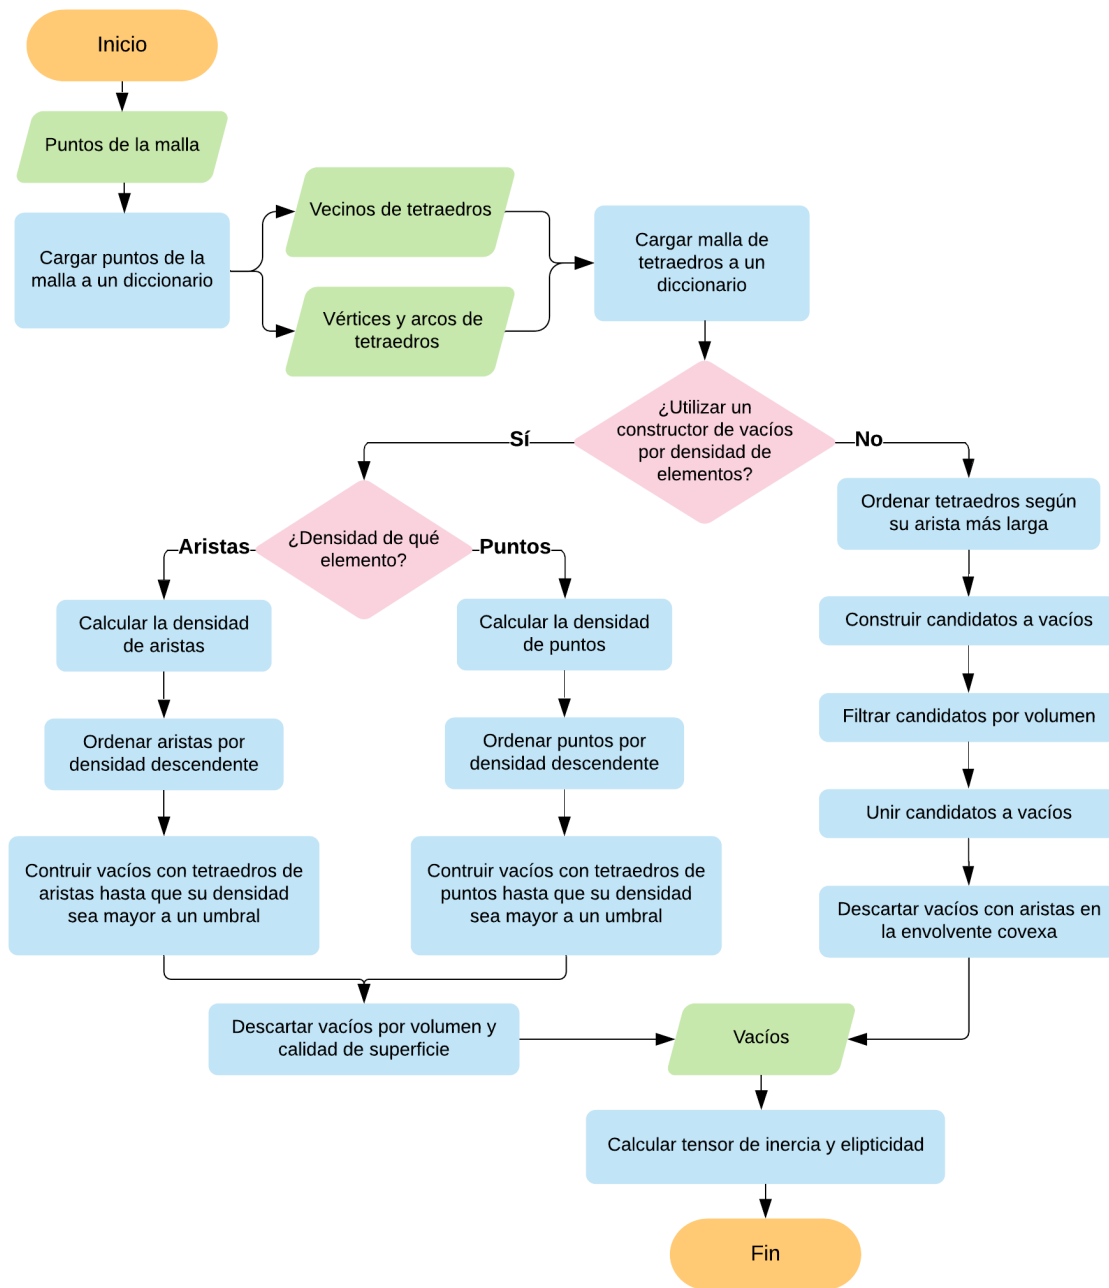 Inicio
Puntos de la malla
Cargar puntos de la
malla a un diccionario
Vecinos de tetraedros
Vértices y arcos de
tetraedros
Cargar malla de
tetraedros a un
diccionario
¿Utilizar un
constructor de vacíos
por densidad de
elementos?
Sí
No
¿Densidad de qué
elemento?
Aristas
Puntos
Calcular la densidad
de aristas
Ordenar aristas por
densidad descendente
Contruir vacíos con tetraedros de
aristas hasta que su densidad
sea mayor a un umbral
Calcular la densidad
de puntos
Ordenar puntos por
densidad descendente
Contruir vacíos con tetraedros de
puntos hasta que su densidad
sea mayor a un umbral
Descartar vacíos por volumen y
calidad de superficie
Ordenar tetraedros según
su arista más larga
Construir candidatos a vacíos
Filtrar candidatos por volumen
Unir candidatos a vacíos
Descartar vacíos con aristas en
la envolvente covexa
Vacíos
Calcular tensor de inercia y elipticidad
Fin